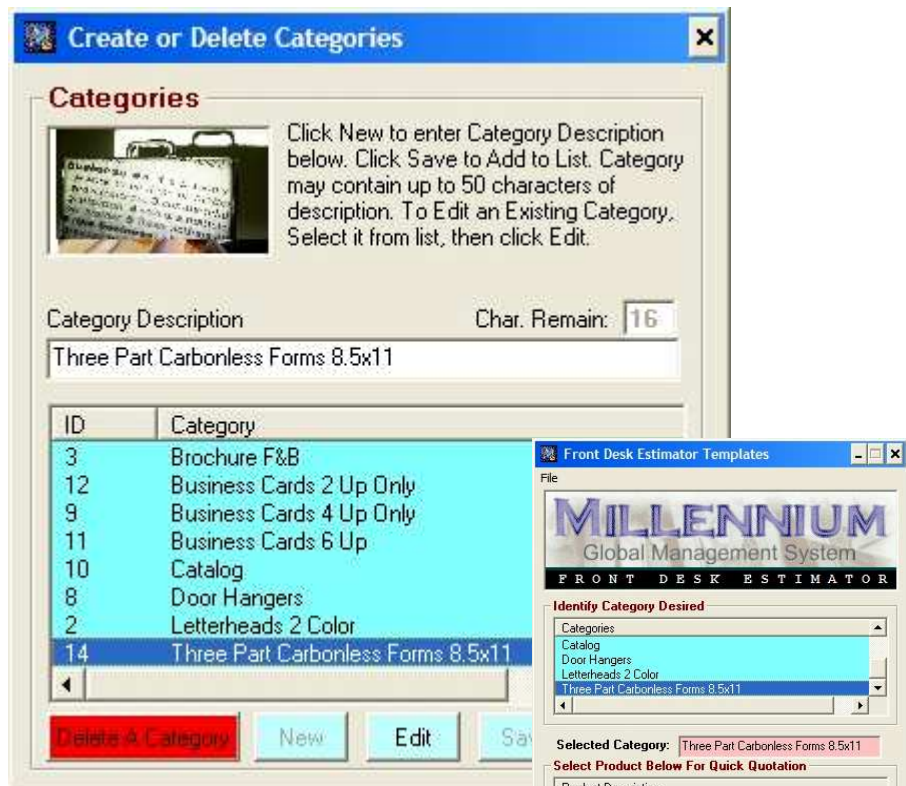 Create or Delete Categories
Categories
Click New to enter Category Description
below. Click Save to Add to List. Category
may contain up to 50 characters of
description. To Edit an Existing Category,
Select it from list, then click Edit.
Category Description Char. Remain: 16
Three Part Carbonless Forms 8.5x11
ID Category
3 Brochure F&B
12 Business Cards 2 Up Only
9 Business Cards 4 Up Only
11 Business Cards 6 Up
10 Catalog
8 Door Hangers
2 Letterheads 2 Color
14 Three Part Carbonless Forms 8.5x11
Delete A Category New Edit
Front Desk Estimator Templates
File
MILLENNIUM
Global Management System
FRONT DESK ESTIMATOR
Identify Category Desired
Categories
Catalog
Door Hangers
Letterheads 2 Color
Three Part Carbonless Forms 8.5x11
Selected Category: Three Part Carbonless Forms 8.5x11
Select Product Below For Quick Quotation